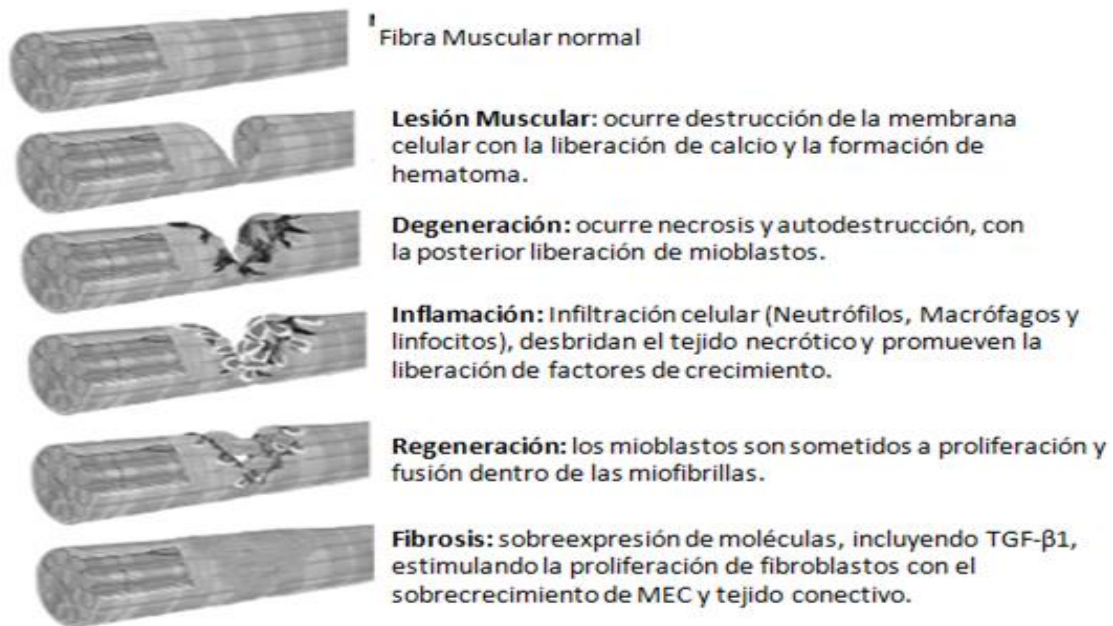 Fibra Muscular normal
Lesión Muscular: ocurre destrucción de la membrana
celular con la liberación de calcio y la formación de
hematoma.
Degeneración: ocurre necrosis y autodestrucción, con
la posterior liberación de mioblastos.
Inflamación: Infiltración celular (Neutrófilos, Macrófagos y
linfocitos), desbridan el tejido necrótico y promueven la
liberación de factores de crecimiento.
Regeneración: los mioblastos son sometidos a proliferación y
fusión dentro de las miofibrillas.
Fibrosis: sobreexpresión de moléculas, incluyendo TGF-β1,
estimulando la proliferación de fibroblastos con el
sobrecrecimiento de MEC y tejido conectivo.